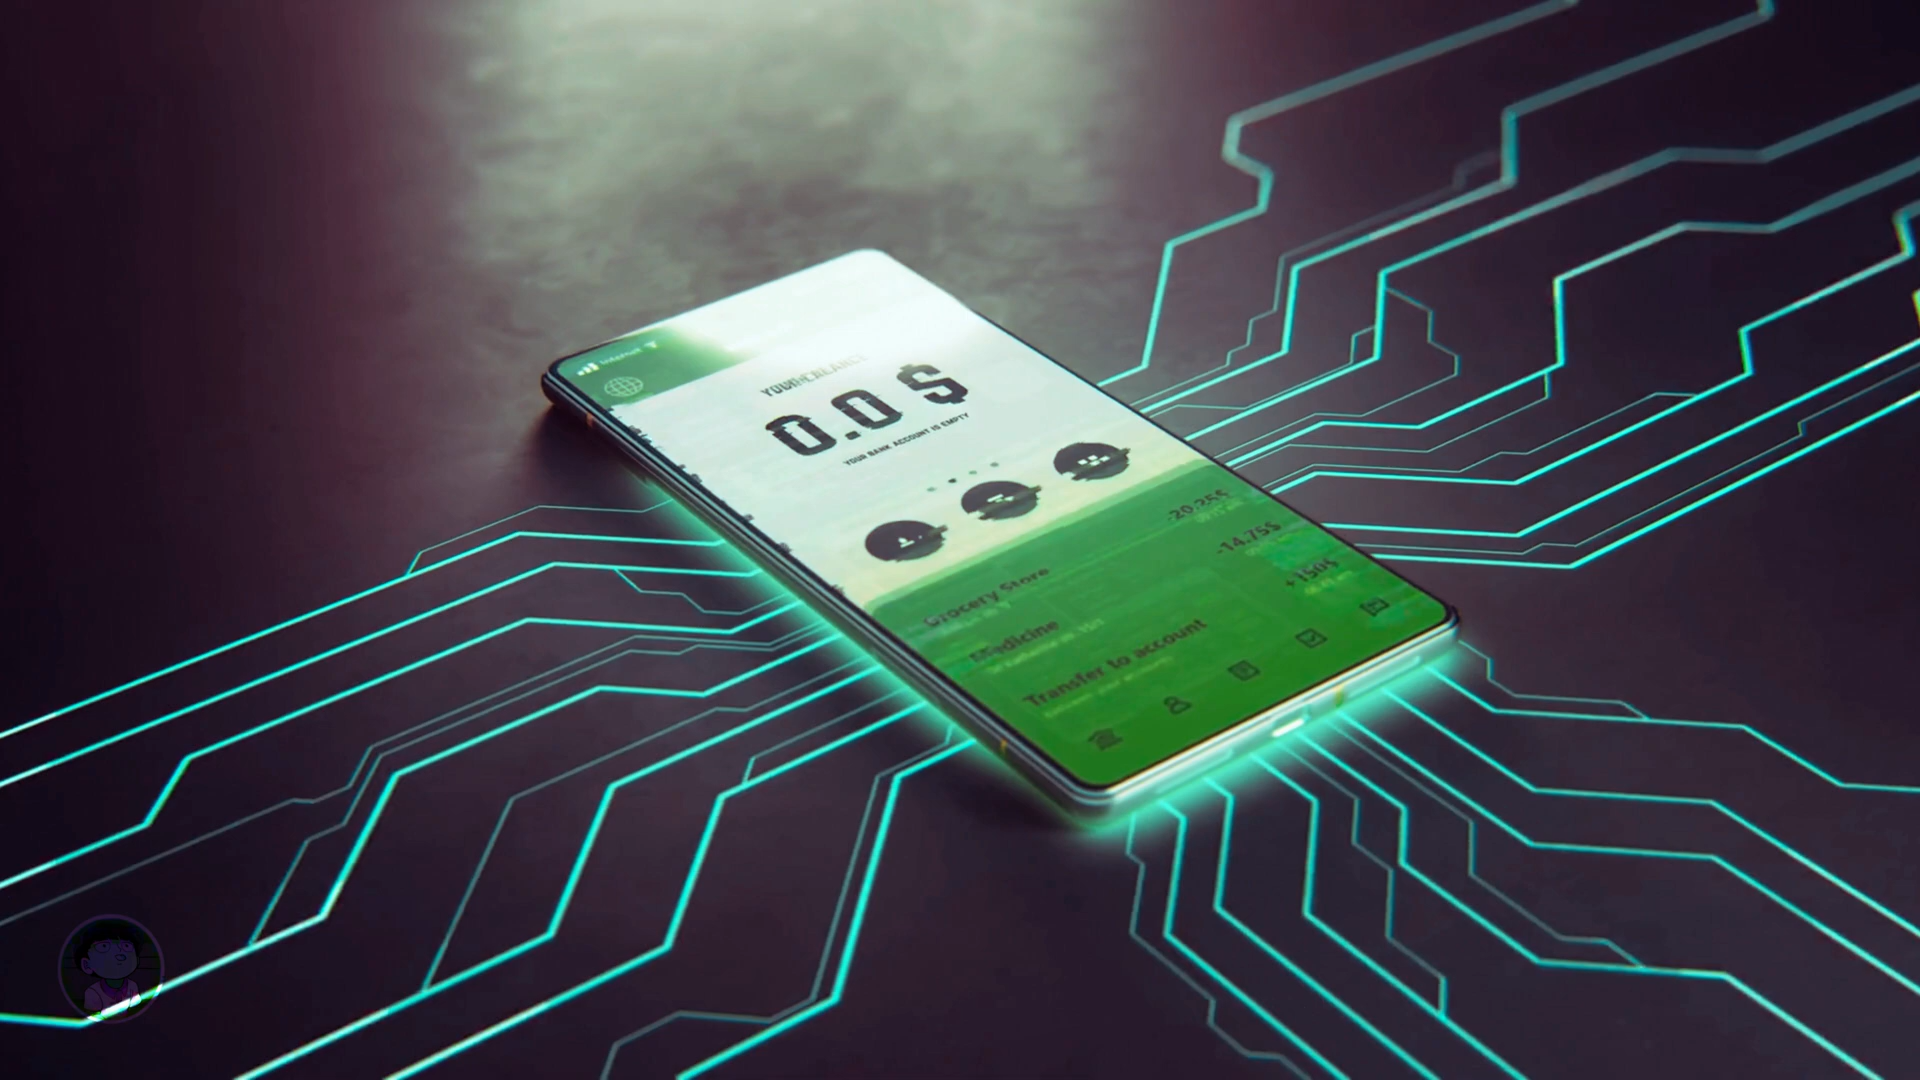 Internet
YOUR BALANCE
0.0 $
YOUR BANK ACCOUNT IS EMPTY
Grocery Store -20.25$
Medicine -14.75$
Transfer to account +150$